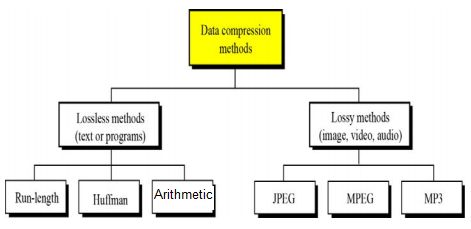 Data compression
methods
Lossless methods
(text or programs)
Lossy methods
(image, video, audio)
Run-length
Huffman
Arithmetic
JPEG
MPEG
MP3